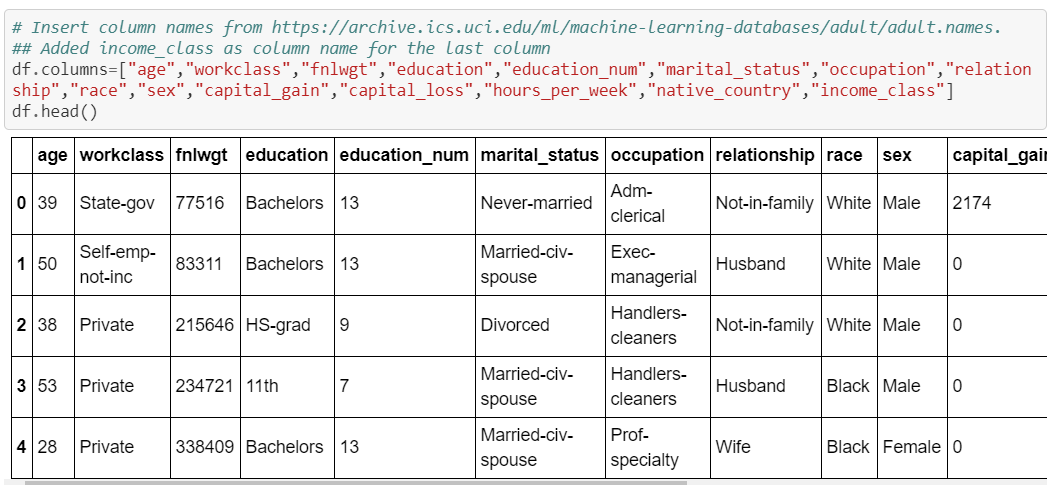 # Insert column names from https://archive.ics.uci.edu/ml/machine-learning-databases/adult/adult.names.
## Added income_class as column name for the last column
df.columns=["age","workclass","fnlwgt","education","education_num","marital_status","occupation","relation
ship","race","sex","capital_gain","capital_loss","hours_per_week","native_country","income_class"]
df.head()
age workclass fnlwgt education education_num marital_status occupation relationship race sex capital_gai
0 39 State-gov 77516 Bachelors 13 Never-married Adm-clerical Not-in-family White Male 2174
1 50 Self-emp-not-inc 83311 Bachelors 13 Married-civ-spouse Exec-managerial Husband White Male 0
2 38 Private 215646 HS-grad 9 Divorced Handlers-cleaners Not-in-family White Male 0
3 53 Private 234721 11th 7 Married-civ-spouse Handlers-cleaners Husband Black Male 0
4 28 Private 338409 Bachelors 13 Married-civ-spouse Prof-specialty Wife Black Female 0